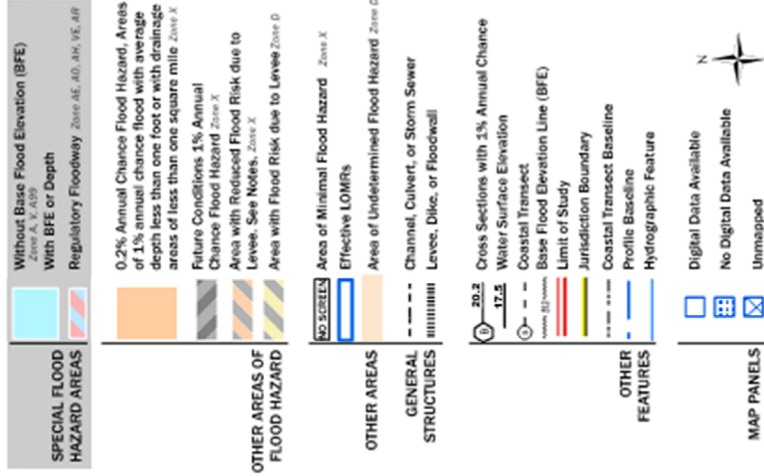 SPECIAL FLOOD
HAZARD AREAS
Without Base Flood Elevation (BFE)
Zone A, V, A99
With BFE or Depth
Regulatory Floodway Zone AE, AO, AH, VE, AR
OTHER AREAS OF
FLOOD HAZARD
0.2% Annual Chance Flood Hazard, Areas
of 1% annual chance flood with average
depth less than one foot or with drainage
areas of less than one square mile Zone X
Future Conditions 1% Annual
Chance Flood Hazard Zone X
Area with Reduced Flood Risk due to
Levee. See Notes. Zone X
Area with Flood Risk due to Levee Zone D
OTHER AREAS
NO SCREEN
Area of Minimal Flood Hazard Zone X
Effective LOMRs
Area of Undetermined Flood Hazard Zone D
GENERAL
STRUCTURES
Channel, Culvert, or Storm Sewer
Levee, Dike, or Floodwall
OTHER
FEATURES
B 20.2
Cross Sections with 1% Annual Chance
17.5
Water Surface Elevation
Coastal Transect
Base Flood Elevation Line (BFE)
Limit of Study
Jurisdiction Boundary
Coastal Transect Baseline
Profile Baseline
Hydrographic Feature
MAP PANELS
Digital Data Available
No Digital Data Available
Unmapped
N